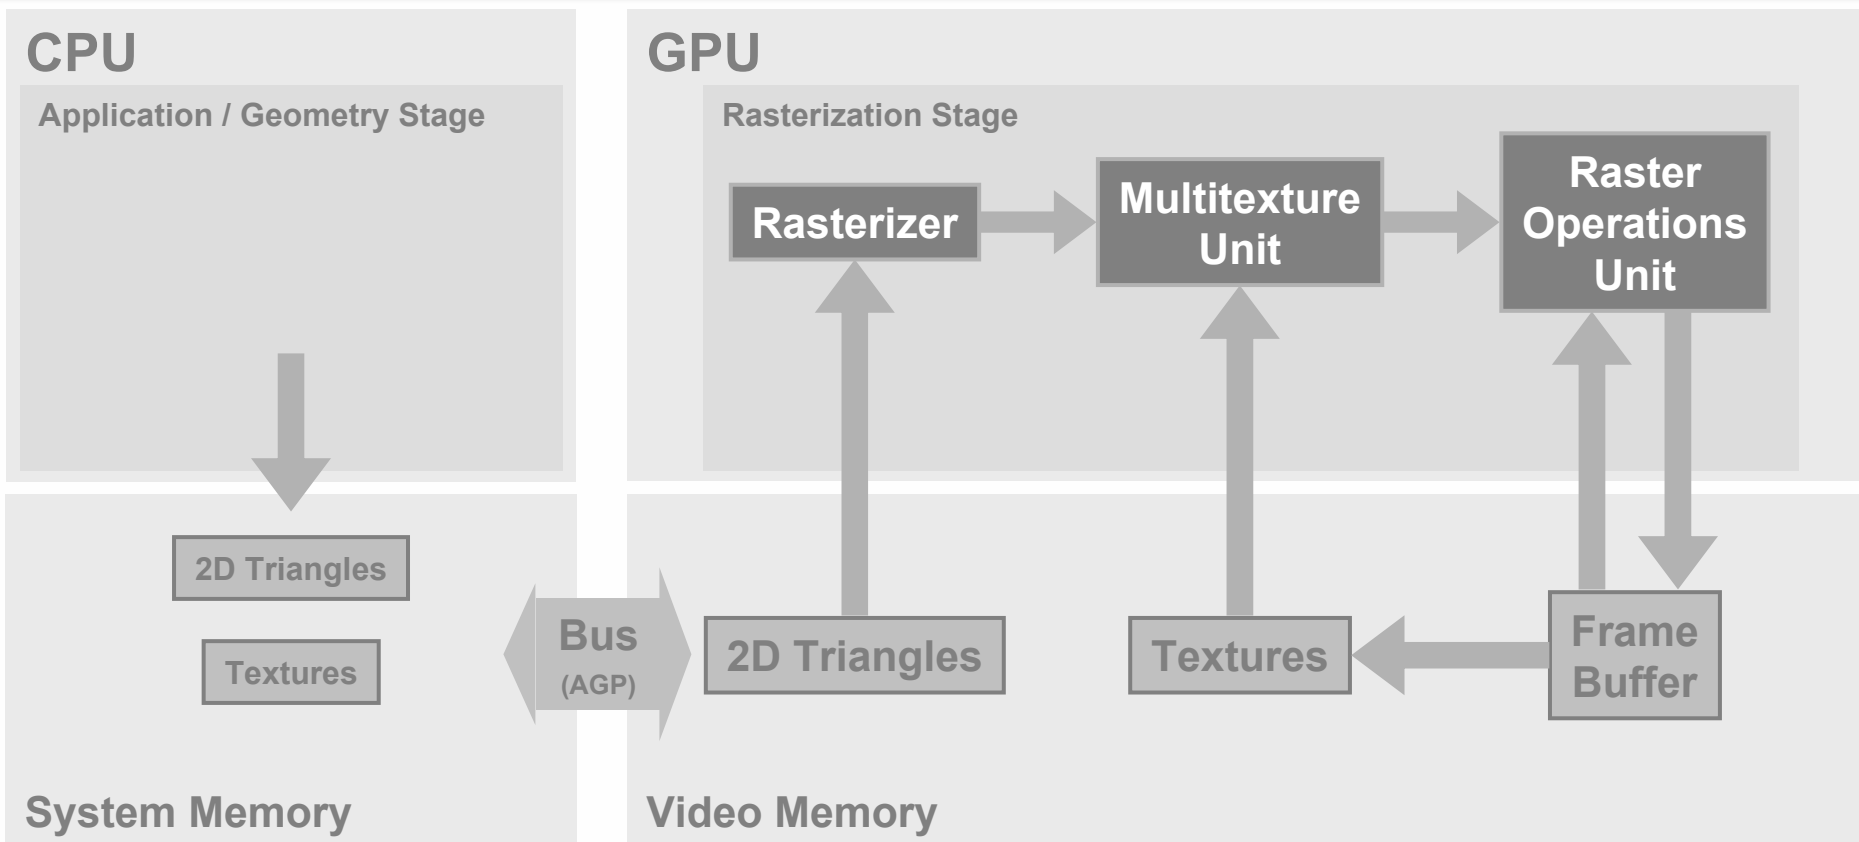 CPU
Application / Geometry Stage
GPU
Rasterization Stage
Rasterizer
Multitexture
Unit
Raster
Operations
Unit
2D Triangles
Textures
System Memory
Bus
(AGP)
2D Triangles
Textures
Frame
Buffer
Video Memory